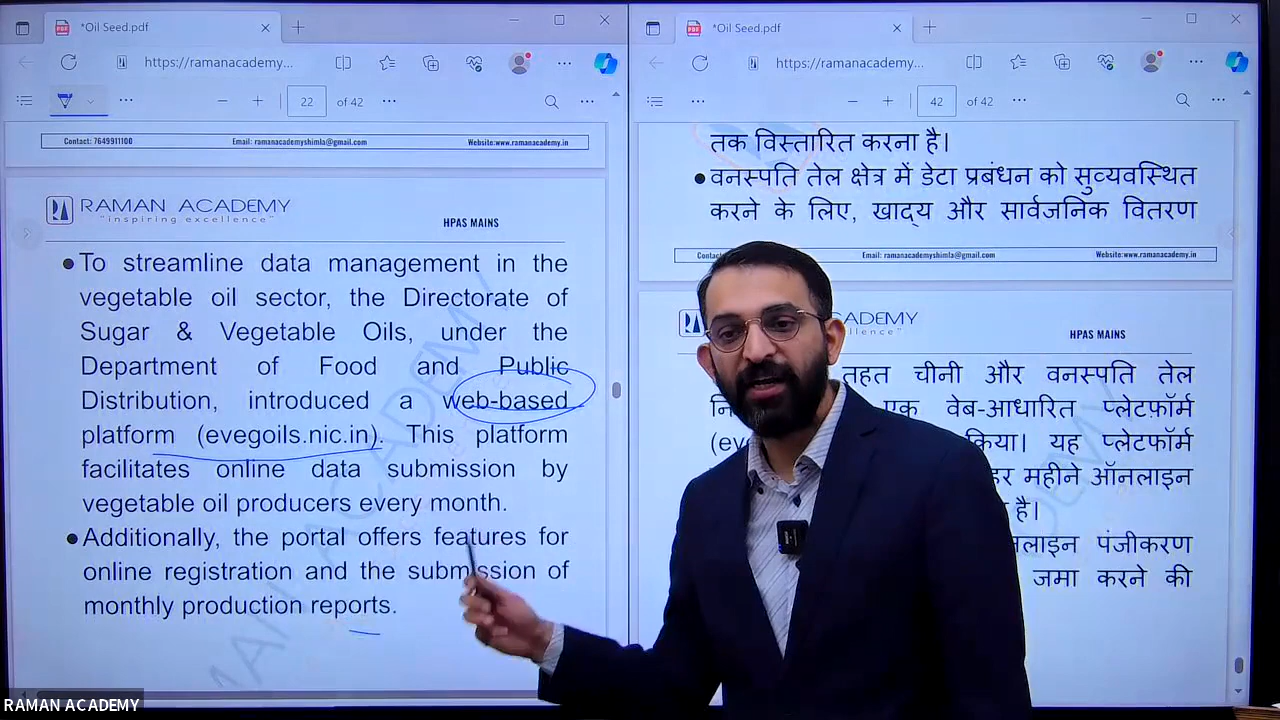 *Oil Seed.pdf
https://ramanacademy...
22 of 42
Contact: 7649911100 Email: ramanacademyshimla@gmail.com Website:www.ramanacademy.in
RAMAN ACADEMY
"inspiring excellence"
HPAS MAINS
●To streamline data management in the
vegetable oil sector, the Directorate of
Sugar & Vegetable Oils, under the
Department of Food and Public
Distribution, introduced a web-based
platform (evegoils.nic.in). This platform
facilitates online data submission by
vegetable oil producers every month.
●Additionally, the portal offers features for
online registration and the submission of
monthly production reports.
RAMAN ACADEMY
*Oil Seed.pdf
https://ramanacademy...
42 of 42
तक विस्तारित करना है।
●वनस्पति तेल क्षेत्र में डेटा प्रबंधन को सुव्यवस्थित
करने के लिए, खाद्य और सार्वजनिक वितरण
Email: ramanacademyshimla@gmail.com Website:www.ramanacademy.in
HPAS MAINS
तहत चीनी और वनस्पति तेल
एक वेब-आधारित प्लेटफ़ॉर्म
किया। यह प्लेटफॉर्म
हर महीने ऑनलाइन
है।
पंजीकरण
जमा करने की